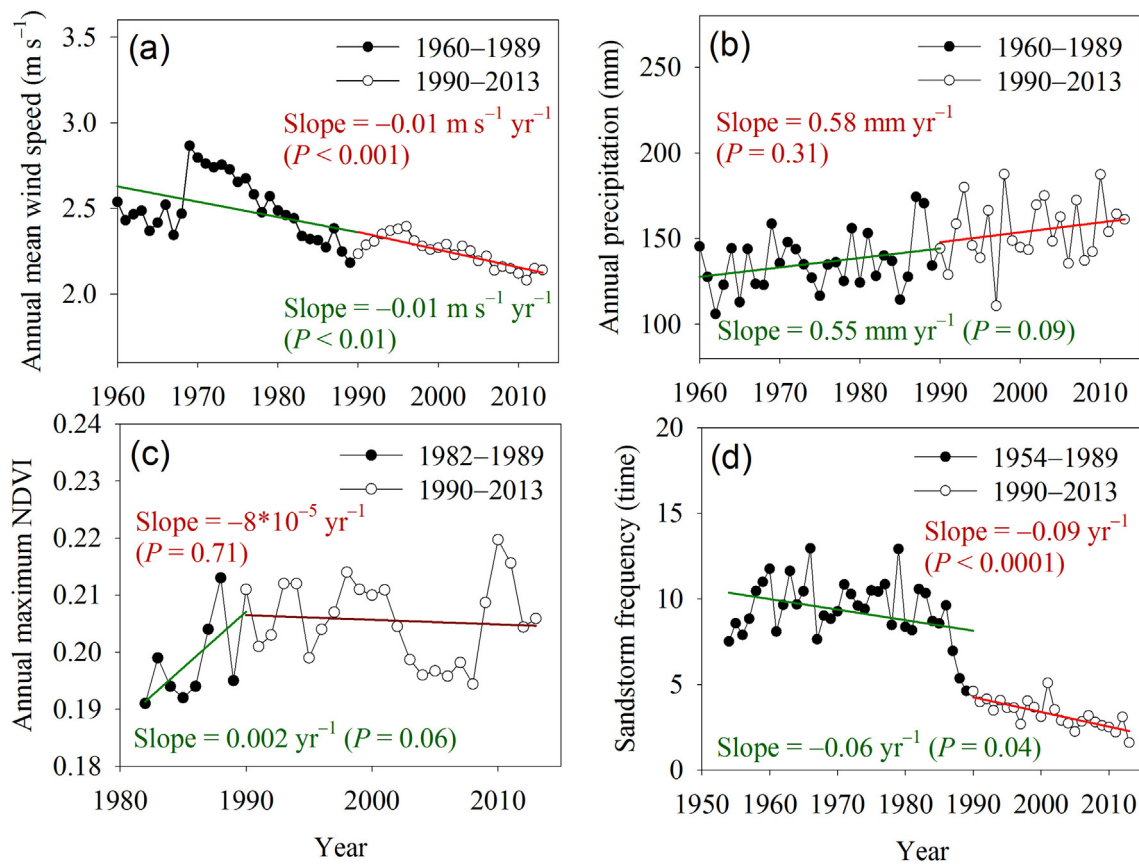 (a)
1960–1989
1990–2013
Slope = –0.01 m s⁻¹ yr⁻¹
(P < 0.001)
Slope = –0.01 m s⁻¹ yr⁻¹
(P < 0.01)
Annual mean wind speed (m s⁻¹)
3.5
3.0
2.5
2.0
1960 1970 1980 1990 2000 2010
(b)
1960–1989
1990–2013
Slope = 0.58 mm yr⁻¹
(P = 0.31)
Slope = 0.55 mm yr⁻¹ (P = 0.09)
Annual precipitation (mm)
250
200
150
100
1960 1970 1980 1990 2000 2010
(c)
1982–1989
1990–2013
Slope = –8*10⁻⁵ yr⁻¹
(P = 0.71)
Slope = 0.002 yr⁻¹ (P = 0.06)
Annual maximum NDVI
0.24
0.23
0.22
0.21
0.20
0.19
0.18
1980 1990 2000 2010
Year
(d)
1954–1989
1990–2013
Slope = –0.09 yr⁻¹
(P < 0.0001)
Slope = –0.06 yr⁻¹ (P = 0.04)
Sandstorm frequency (time)
20
15
10
5
0
1950 1960 1970 1980 1990 2000 2010
Year